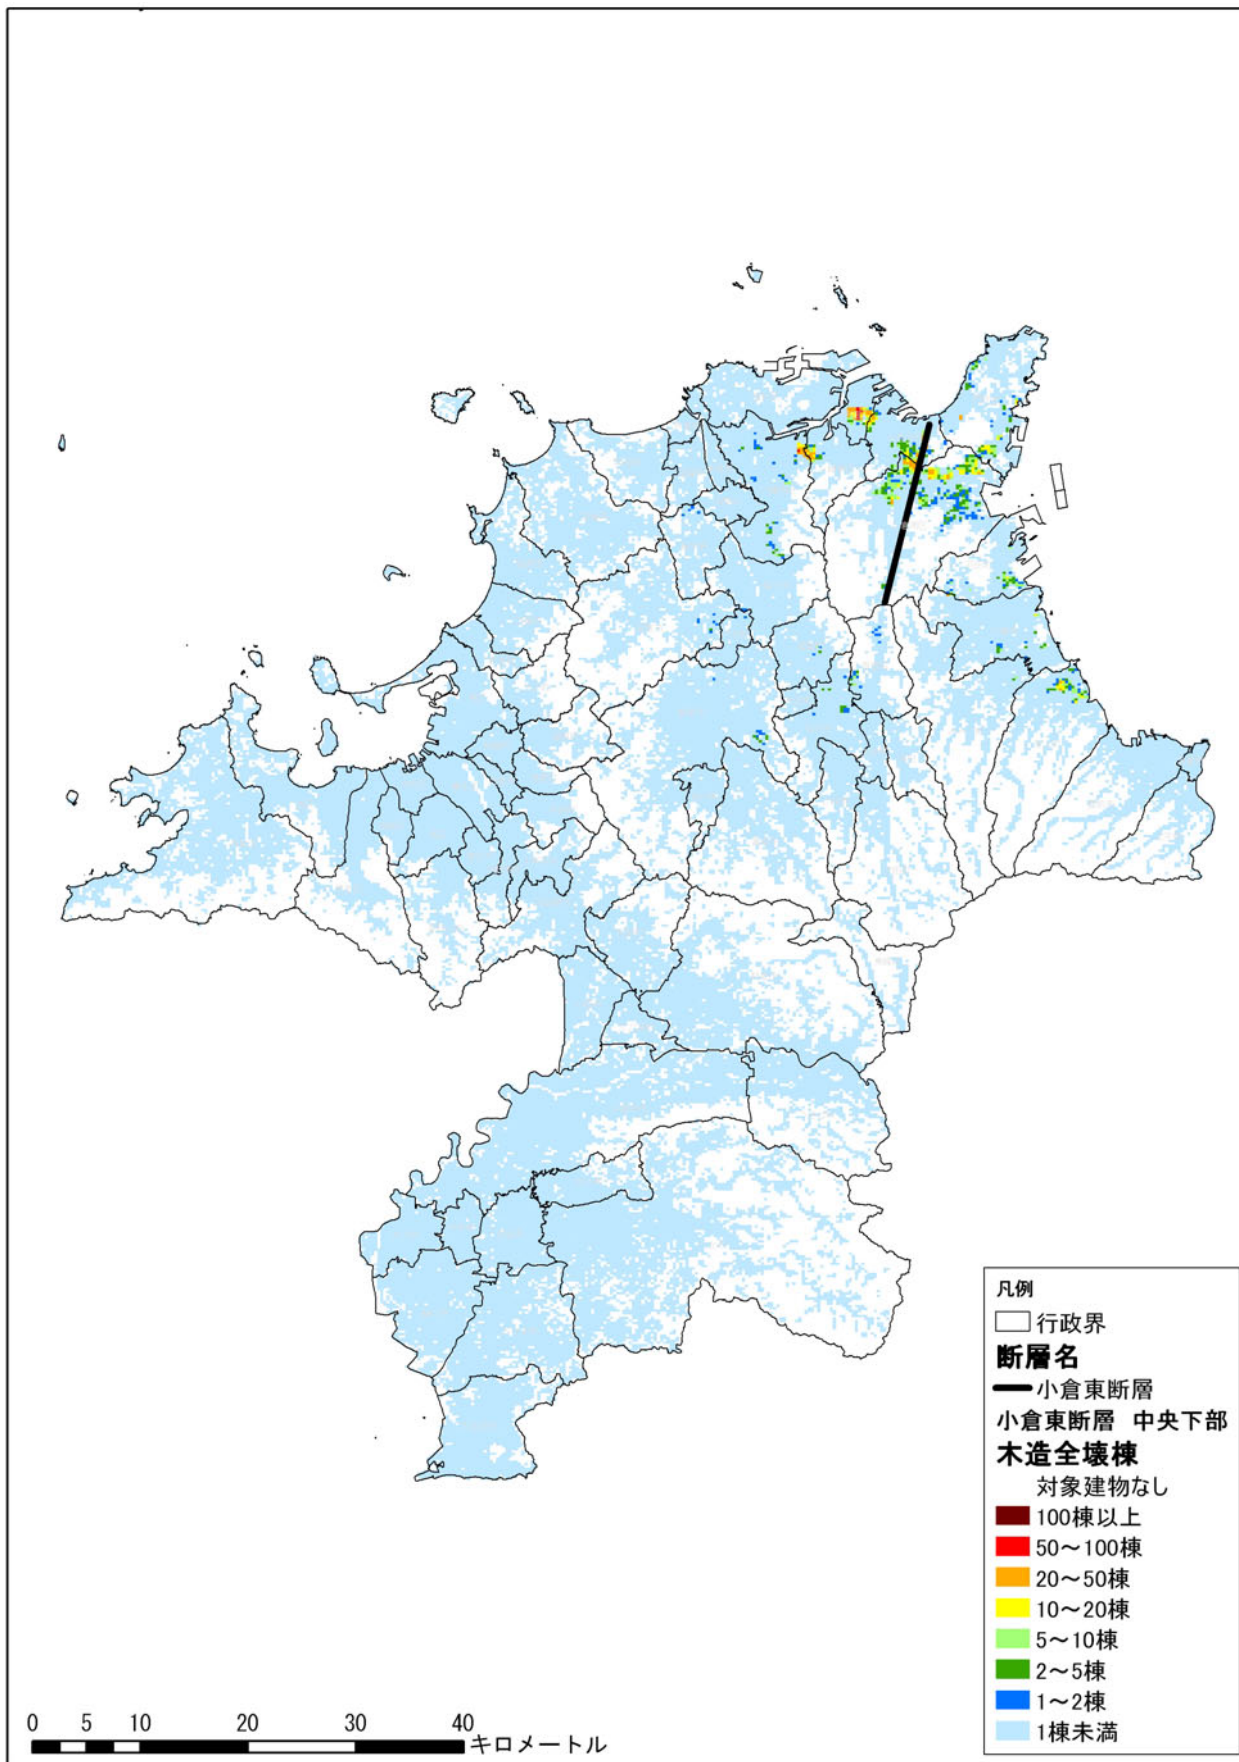 凡例
行政界
断層名
小倉東断層
小倉東断層 中央下部
木造全壊棟
対象建物なし
100棟以上
50～100棟
20～50棟
10～20棟
5～10棟
2～5棟
1～2棟
1棟未満
0 5 10 20 30 40
キロメートル